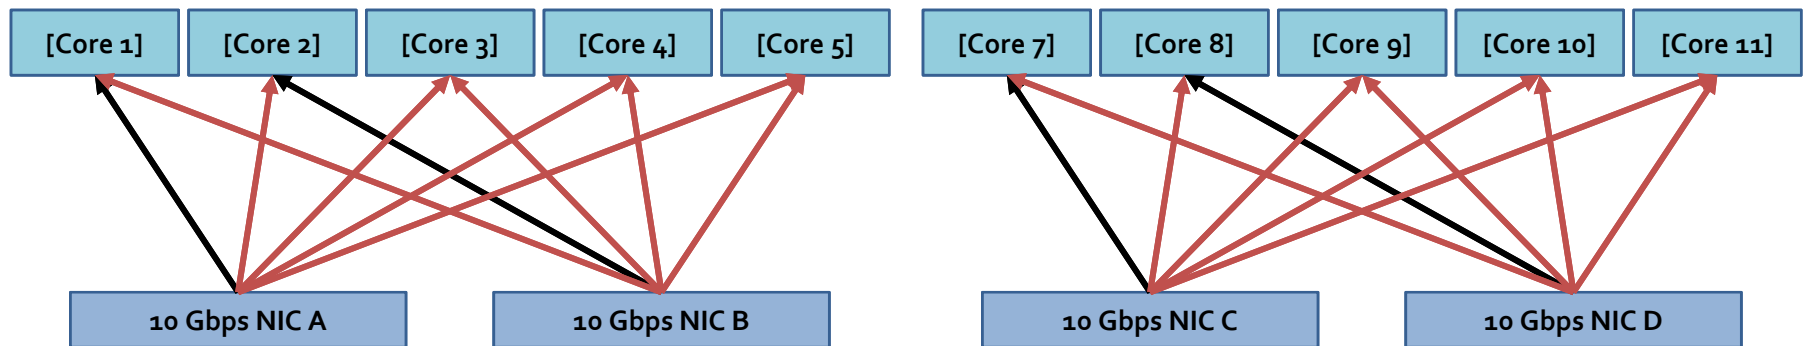 [Core 1]
[Core 2]
[Core 3]
[Core 4]
[Core 5]
[Core 7]
[Core 8]
[Core 9]
[Core 10]
[Core 11]
10 Gbps NIC A
10 Gbps NIC B
10 Gbps NIC C
10 Gbps NIC D